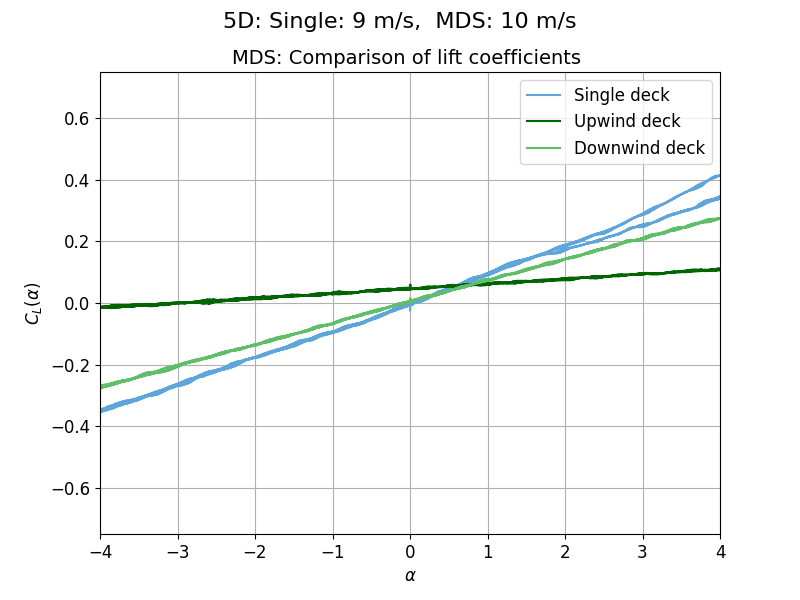 5D: Single: 9 m/s,  MDS: 10 m/s
MDS: Comparison of lift coefficients
Single deck
Upwind deck
Downwind deck
0.6
0.4
0.2
0.0
−0.2
−0.4
−0.6
C_L(α)
−4 −3 −2 −1 0 1 2 3 4
α